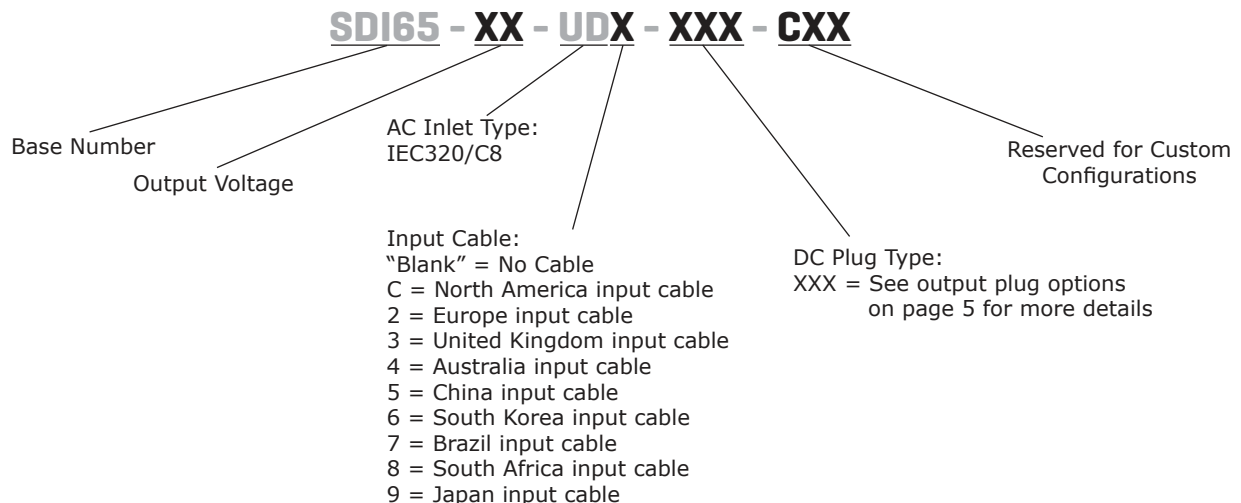 SDI65 - XX - UDX - XXX - CXX
Base Number
Output Voltage
AC Inlet Type:
IEC320/C8
Input Cable:
“Blank” = No Cable
C = North America input cable
2 = Europe input cable
3 = United Kingdom input cable
4 = Australia input cable
5 = China input cable
6 = South Korea input cable
7 = Brazil input cable
8 = South Africa input cable
9 = Japan input cable
DC Plug Type:
XXX = See output plug options
on page 5 for more details
Reserved for Custom
Configurations